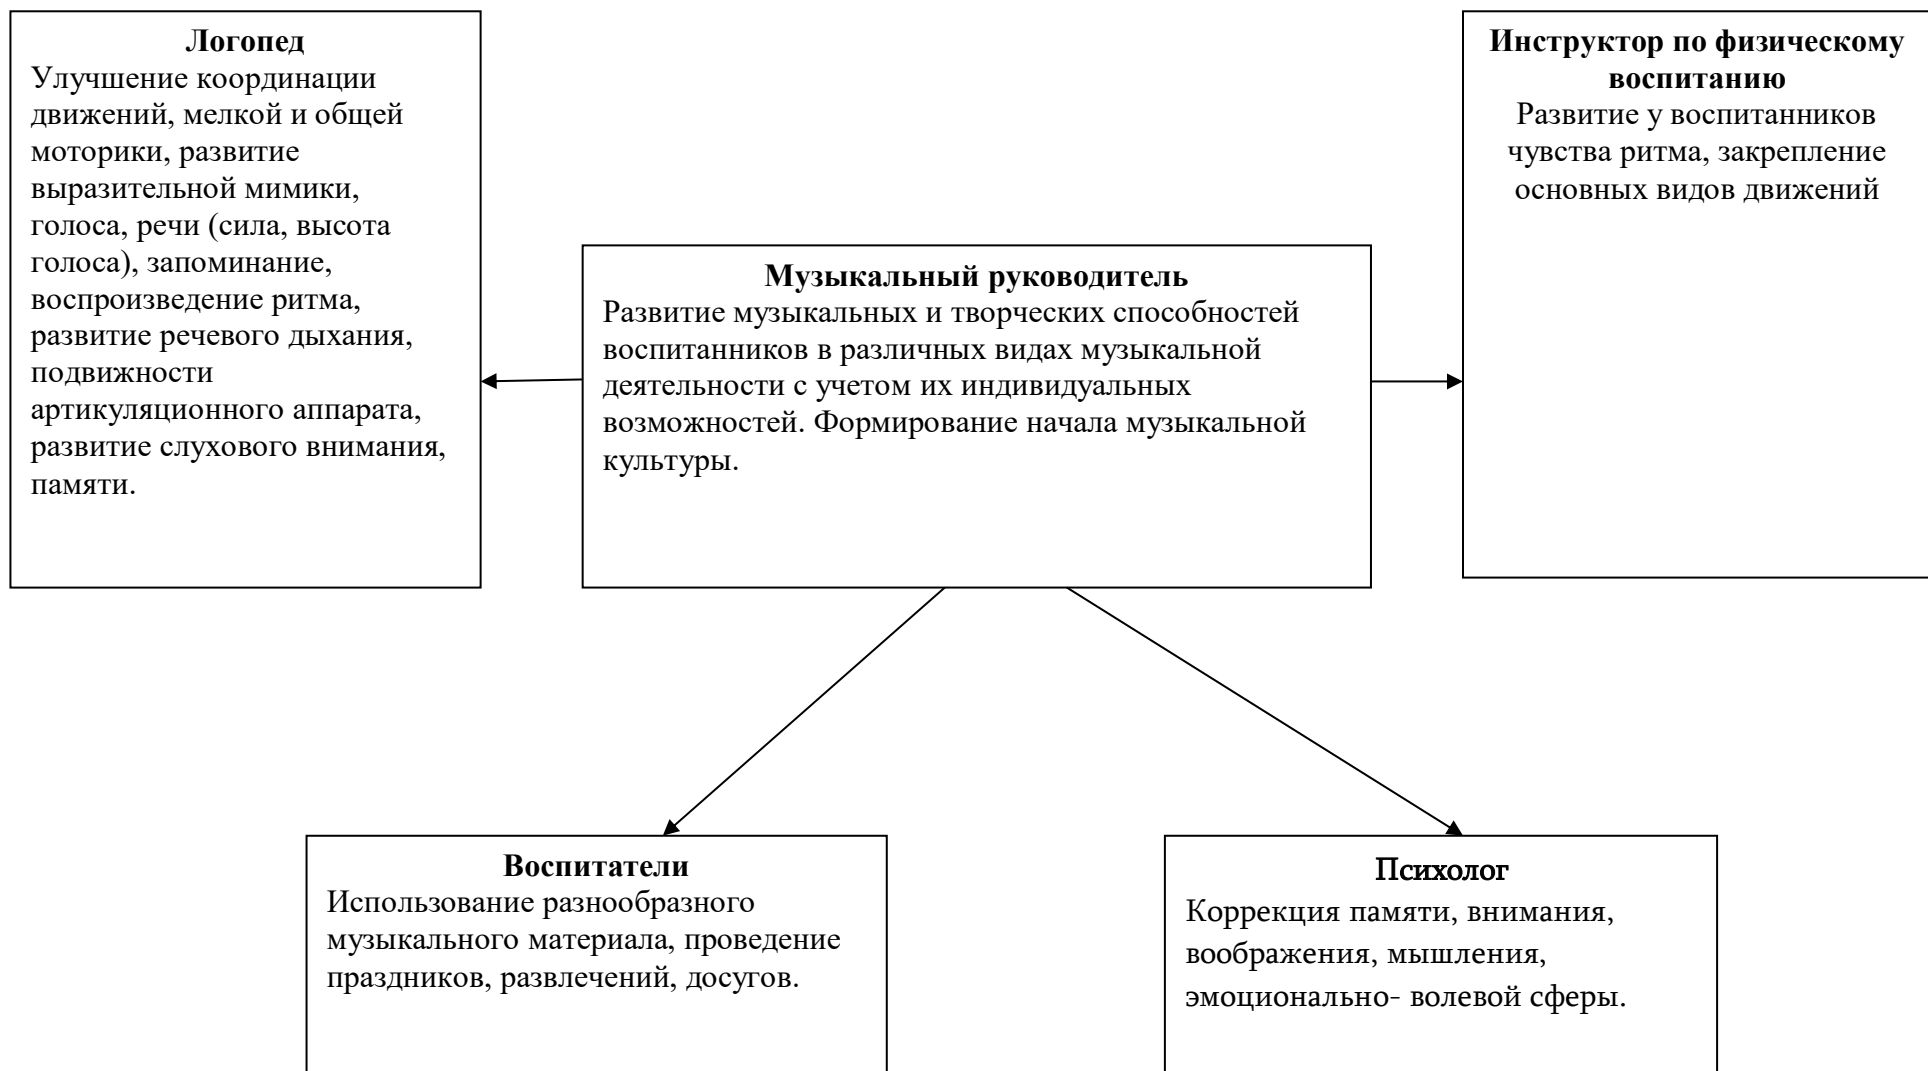 Логопед
Улучшение координации
движений, мелкой и общей
моторики, развитие
выразительной мимики,
голоса, речи (сила, высота
голоса), запоминание,
воспроизведение ритма,
развитие речевого дыхания,
подвижности
артикуляционного аппарата,
развитие слухового внимания,
памяти.
Музыкальный руководитель
Развитие музыкальных и творческих способностей
воспитанников в различных видах музыкальной
деятельности с учетом их индивидуальных
возможностей. Формирование начала музыкальной
культуры.
Инструктор по физическому
воспитанию
Развитие у воспитанников
чувства ритма, закрепление
основных видов движений
Воспитатели
Использование разнообразного
музыкального материала, проведение
праздников, развлечений, досугов.
Психолог
Коррекция памяти, внимания,
воображения, мышления,
эмоционально- волевой сферы.